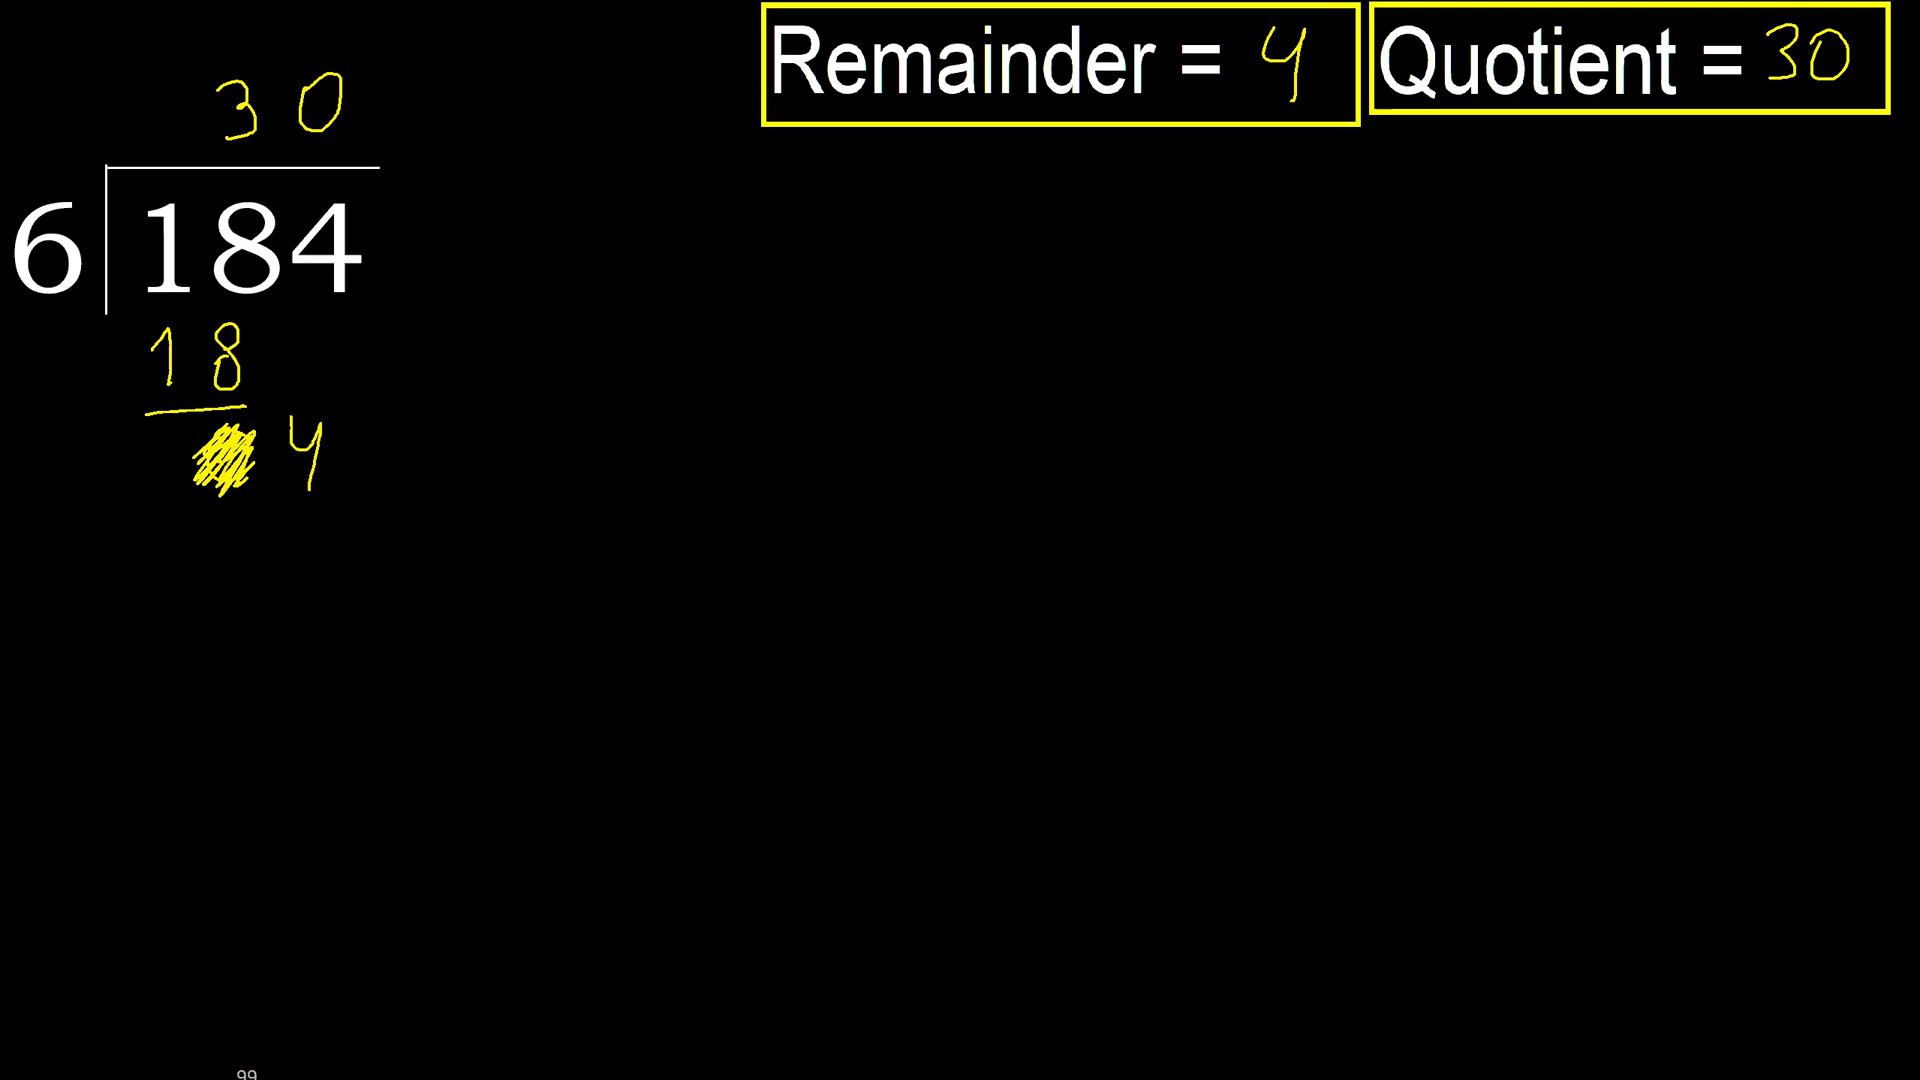 Remainder = 4
Quotient = 30
30
6 184
18
4
99